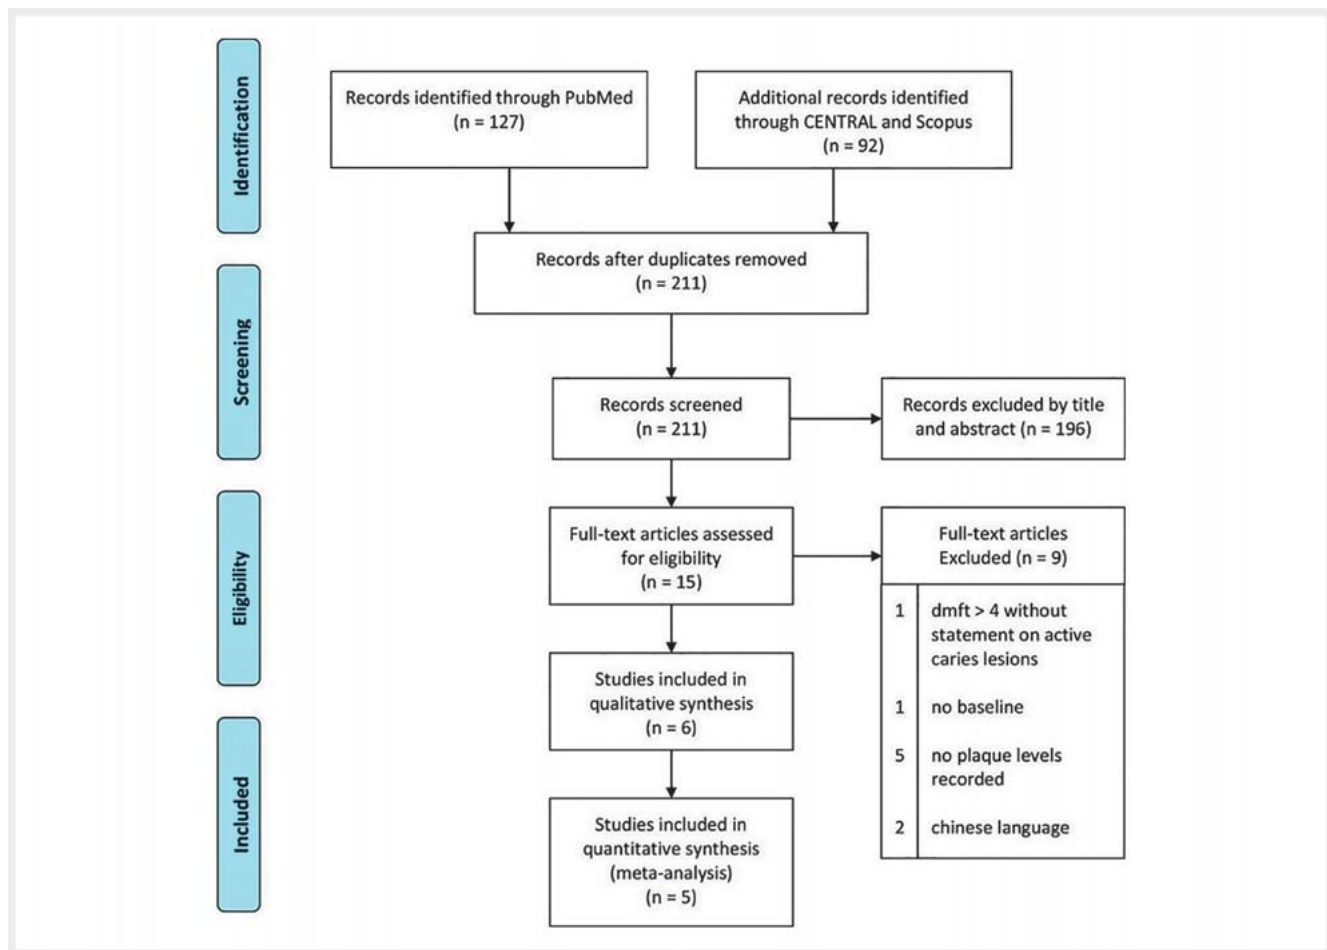 Identification
Records identified through PubMed
(n = 127)
Additional records identified
through CENTRAL and Scopus
(n = 92)
Records after duplicates removed
(n = 211)
Screening
Records screened
(n = 211)
Records excluded by title
and abstract (n = 196)
Eligibility
Full-text articles assessed
for eligibility
(n = 15)
Full-text articles
Excluded (n = 9)
1 dmft > 4 without
statement on active
caries lesions
1 no baseline
5 no plaque levels
recorded
2 chinese language
Studies included in
qualitative synthesis
(n = 6)
Included
Studies included in
quantitative synthesis
(meta-analysis)
(n = 5)